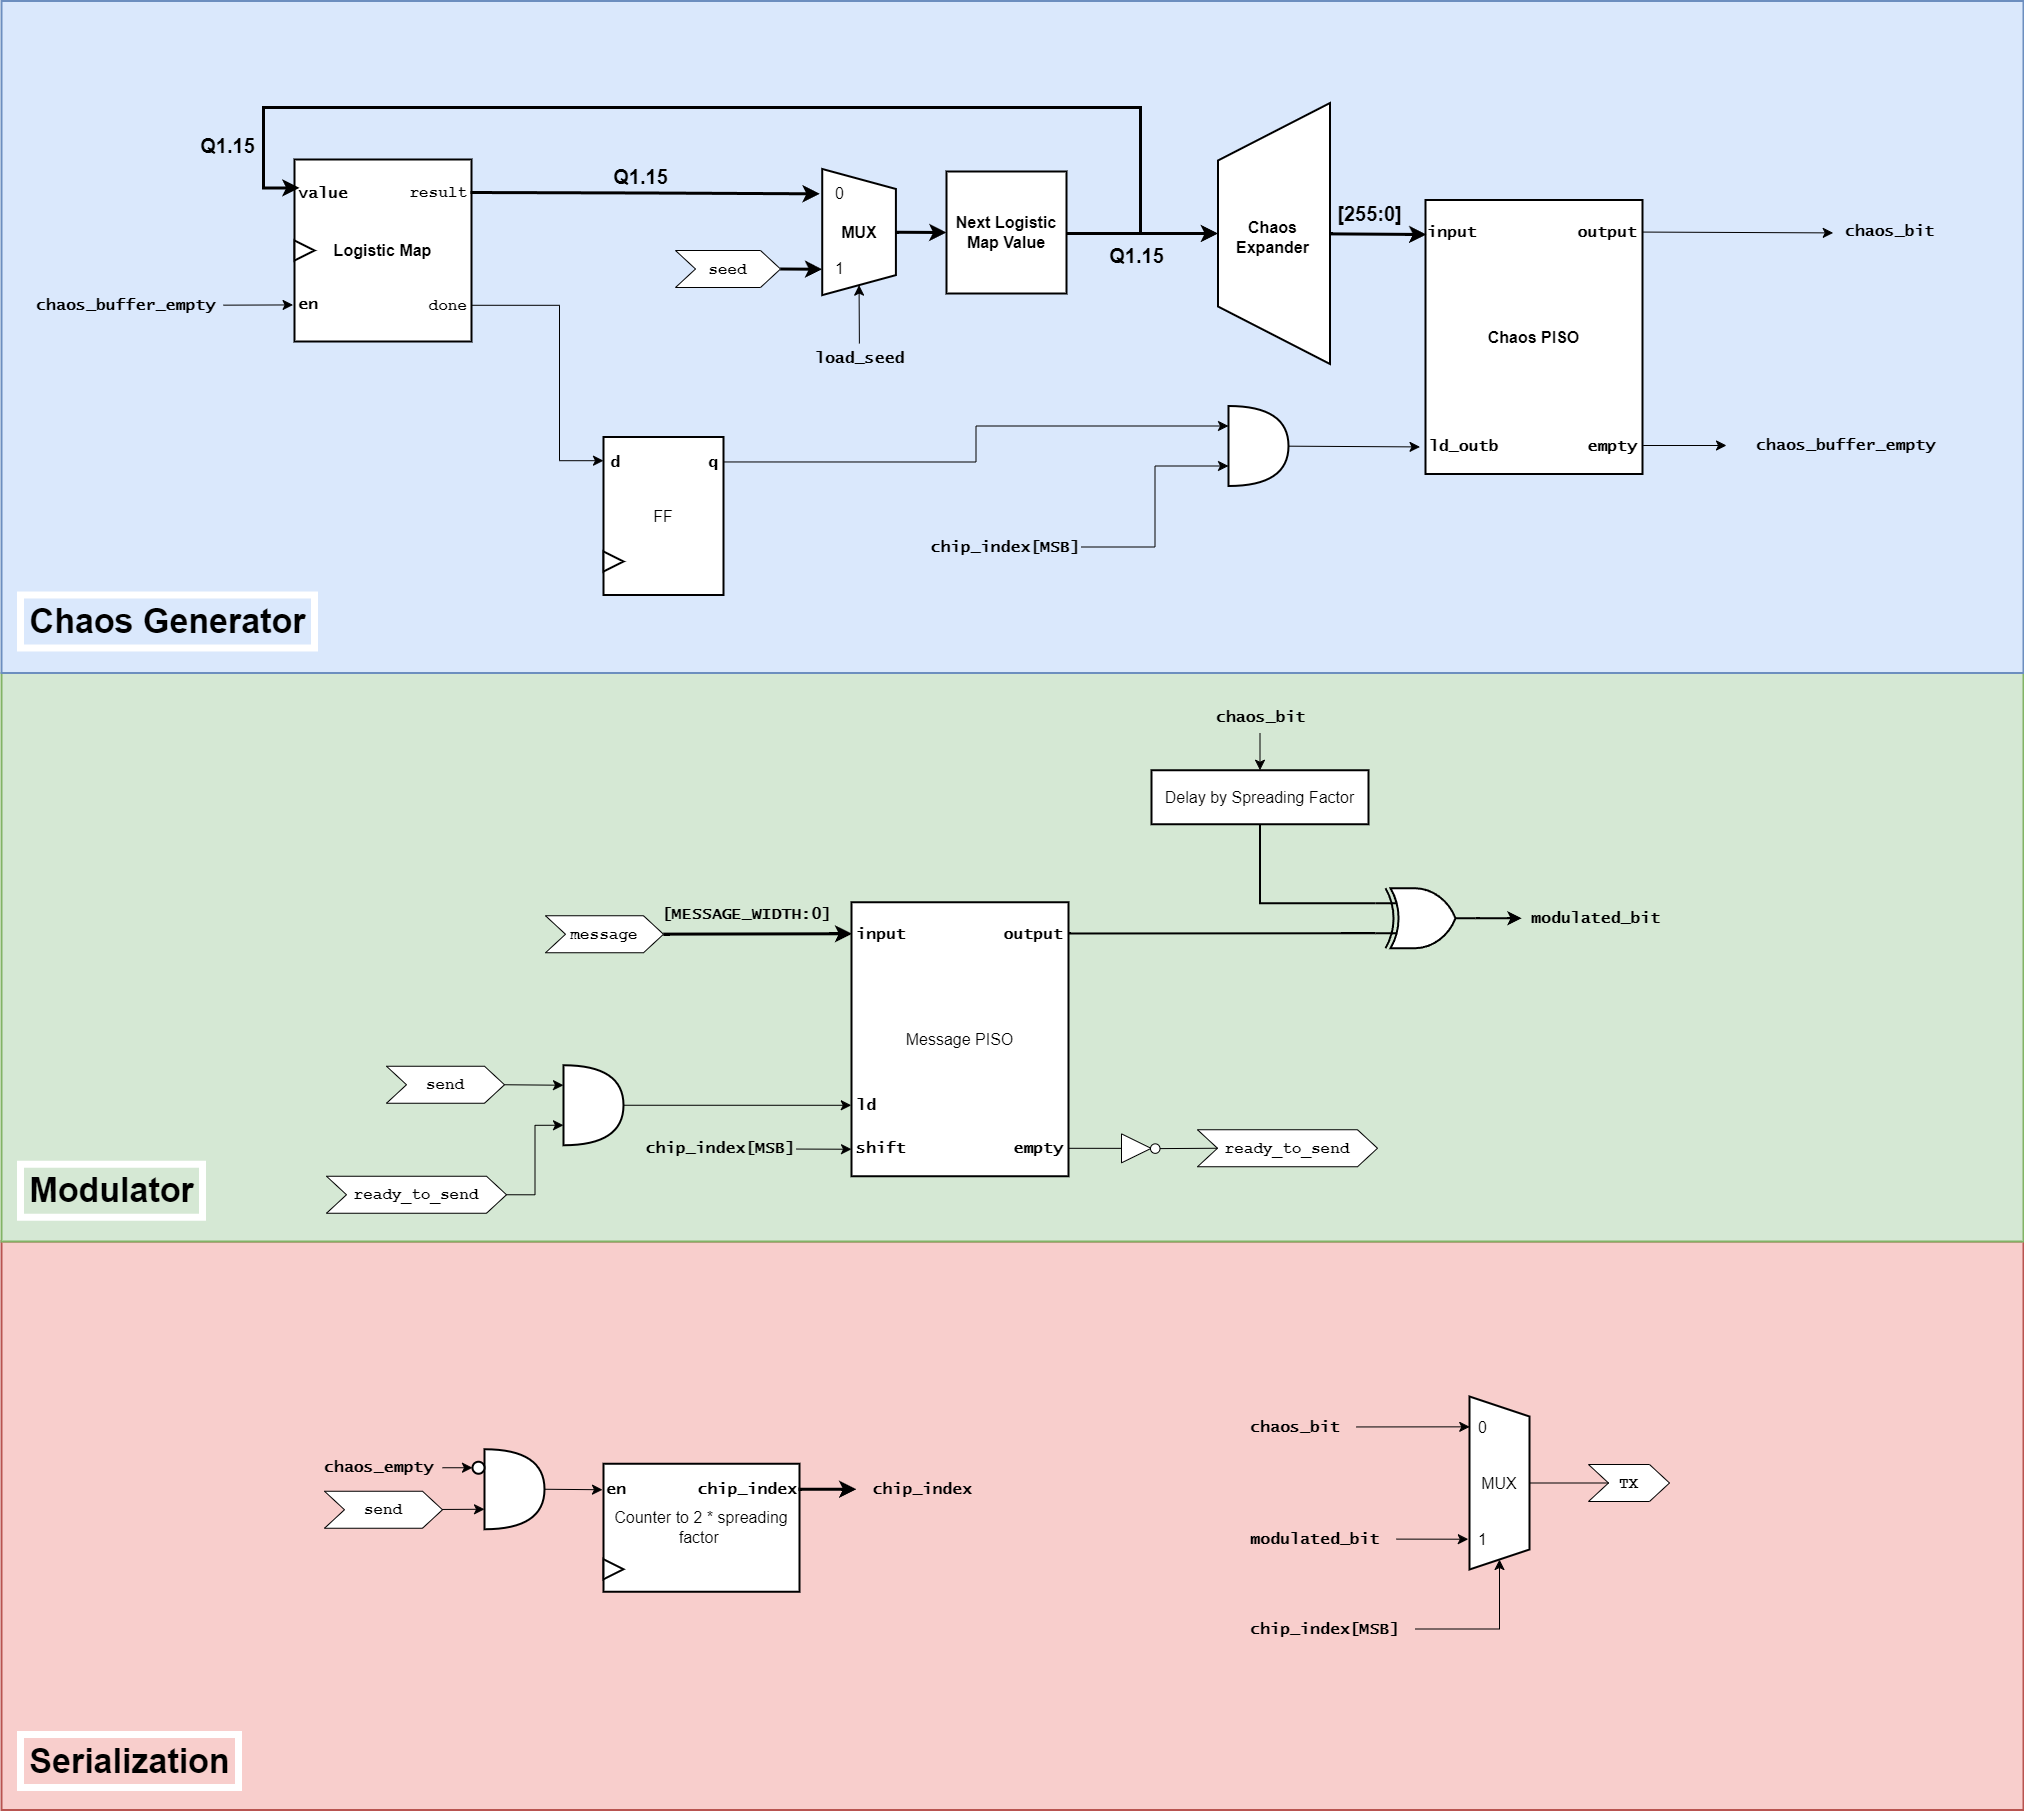 Q1.15
value
result
Q1.15
Logistic Map
chaos_buffer_empty
en
done
seed
0
MUX
1
load_seed
Next Logistic
Map Value
Q1.15
Chaos
Expander
[255:0]
input
output
chaos_bit
Chaos PISO
ld_outb
empty
chaos_buffer_empty
d
q
FF
chip_index[MSB]
Chaos Generator
chaos_bit
Delay by Spreading Factor
message
[MESSAGE_WIDTH:0]
input
output
modulated_bit
Message PISO
send
ld
chip_index[MSB]
shift
empty
ready_to_send
ready_to_send
Modulator
chaos_empty
send
en
chip_index
chip_index
Counter to 2 * spreading
factor
chaos_bit
0
MUX
TX
modulated_bit
1
chip_index[MSB]
Serialization